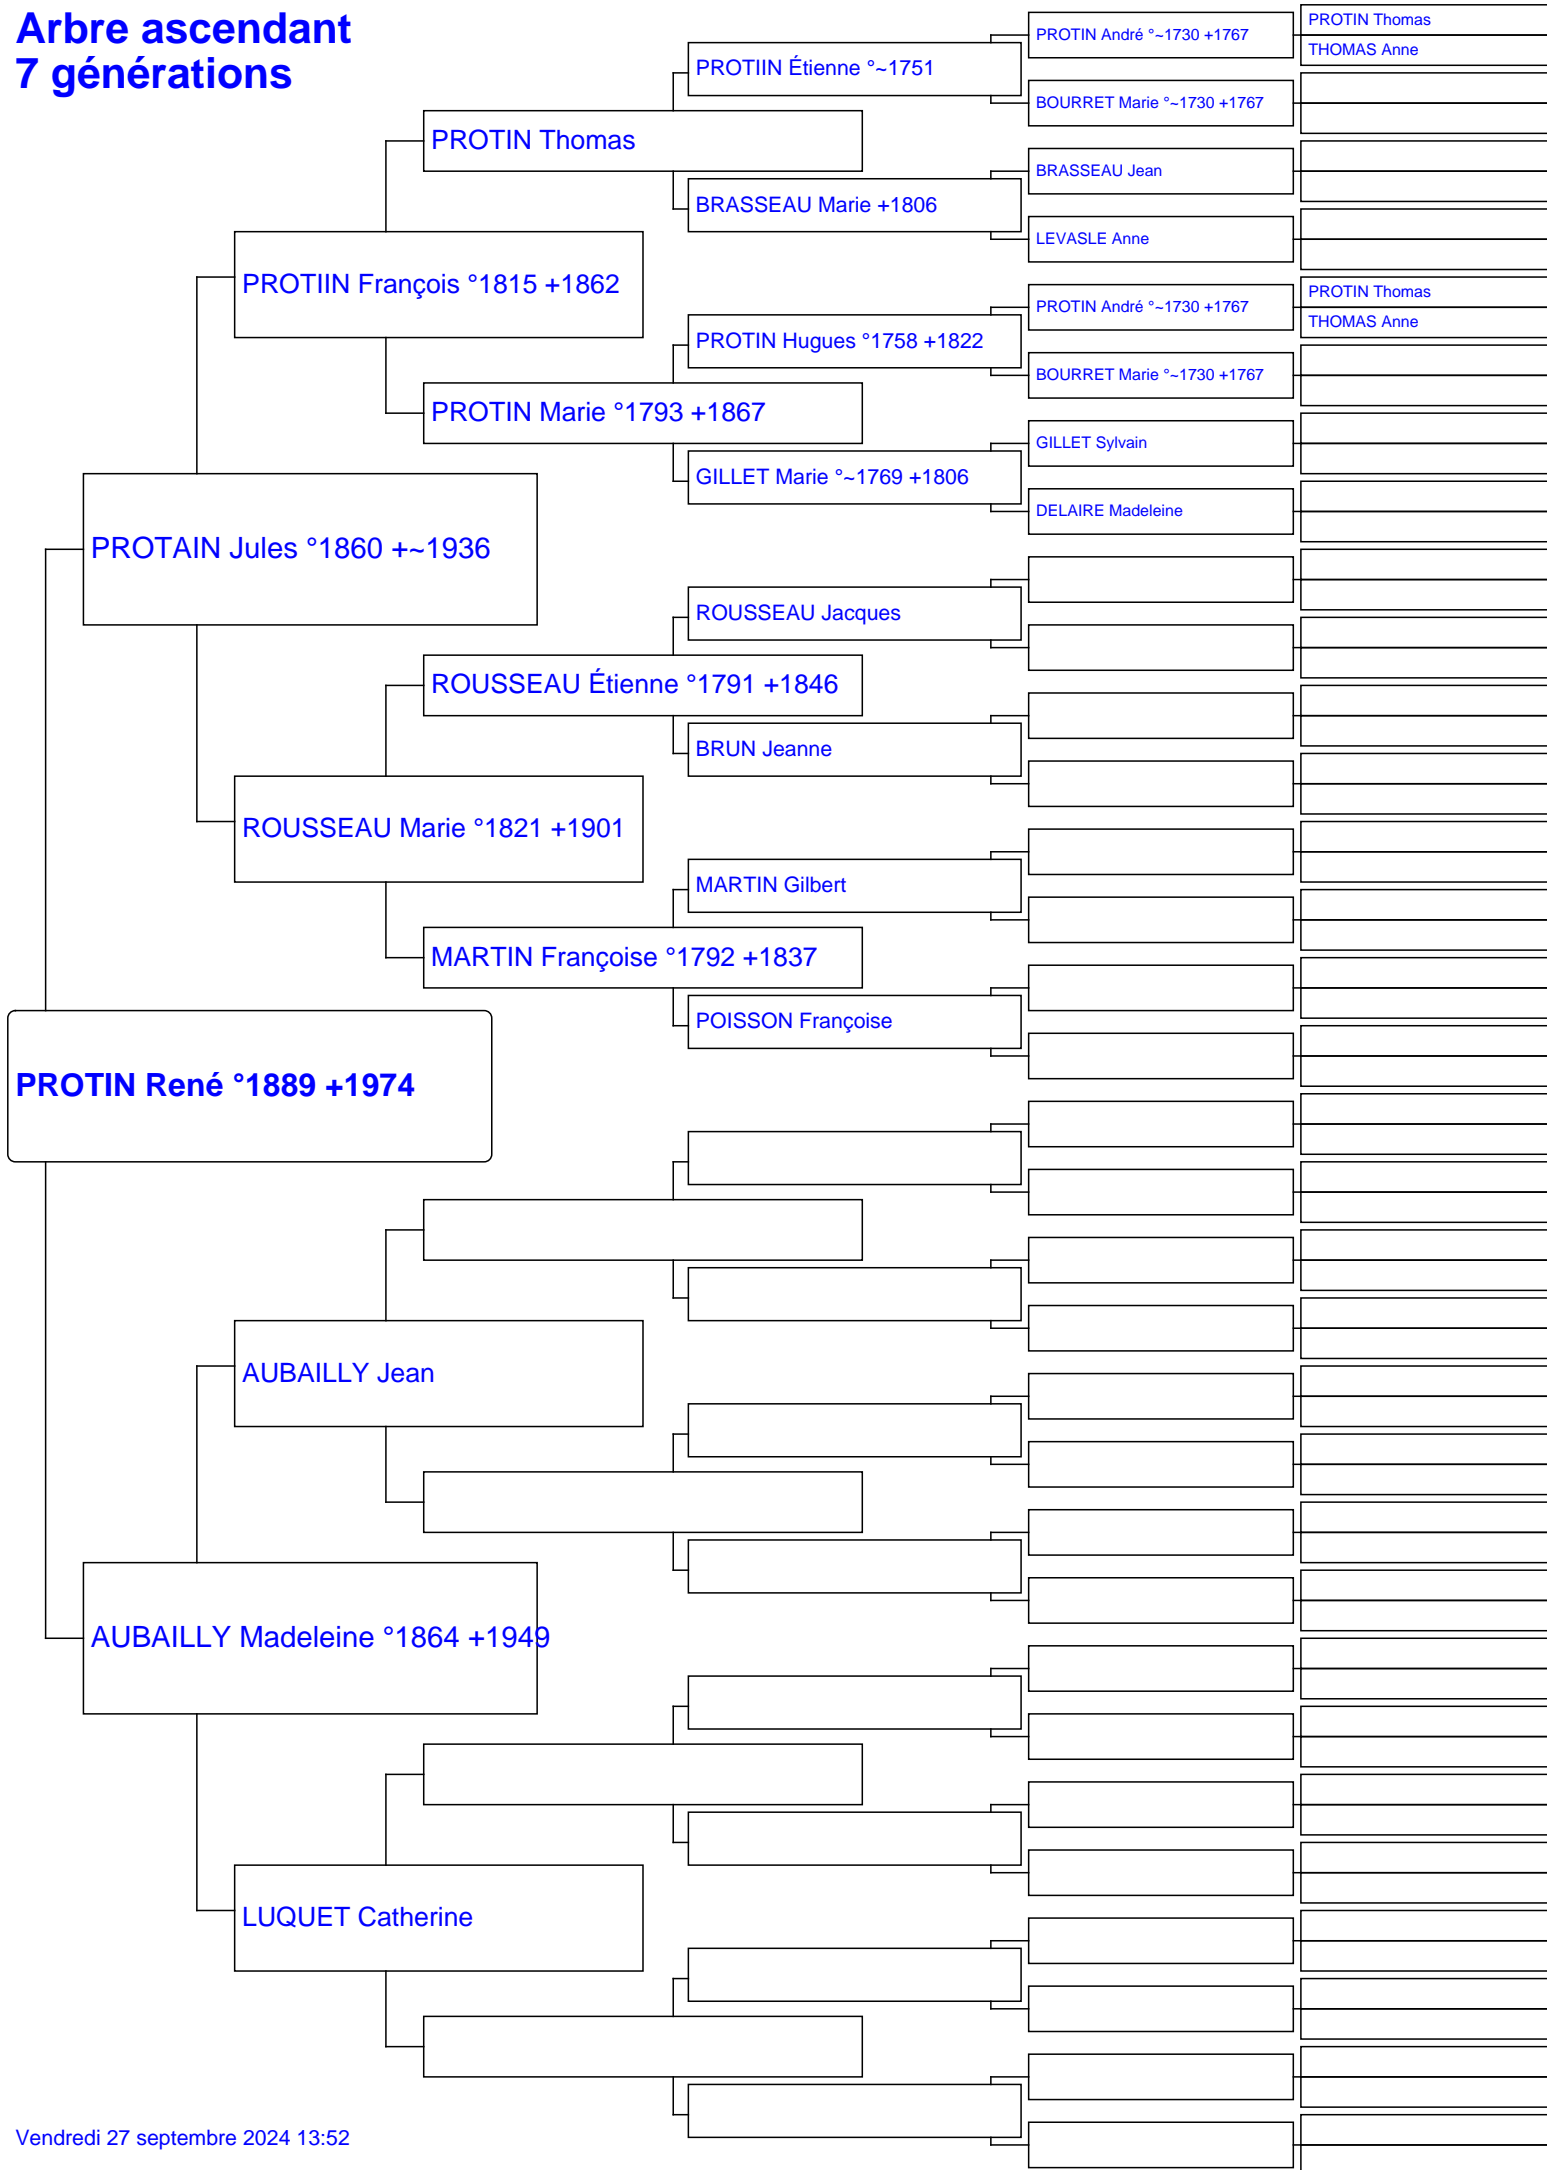 Arbre ascendant
7 générations
PROTIN Thomas
THOMAS Anne
PROTIN André °~1730 +1767
PROTIIN Étienne °~1751
BOURRET Marie °~1730 +1767
PROTIN Thomas
BRASSEAU Jean
BRASSEAU Marie +1806
LEVASLE Anne
PROTIIN François °1815 +1862
PROTIN Thomas
THOMAS Anne
PROTIN André °~1730 +1767
PROTIN Hugues °1758 +1822
BOURRET Marie °~1730 +1767
PROTIN Marie °1793 +1867
GILLET Sylvain
GILLET Marie °~1769 +1806
DELAIRE Madeleine
PROTAIN Jules °1860 +~1936
ROUSSEAU Jacques
ROUSSEAU Étienne °1791 +1846
BRUN Jeanne
ROUSSEAU Marie °1821 +1901
MARTIN Gilbert
MARTIN Françoise °1792 +1837
POISSON Françoise
PROTIN René °1889 +1974
AUBAILLY Jean
AUBAILLY Madeleine °1864 +1949
LUQUET Catherine
Vendredi 27 septembre 2024 13:52